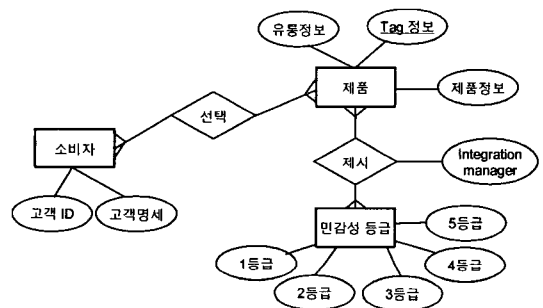 유통정보
Tag 정보
제품
제품정보
선택
소비자
제시
Integration
manager
고객 ID
고객명세
민감성 등급
5등급
1등급
4등급
2등급
3등급